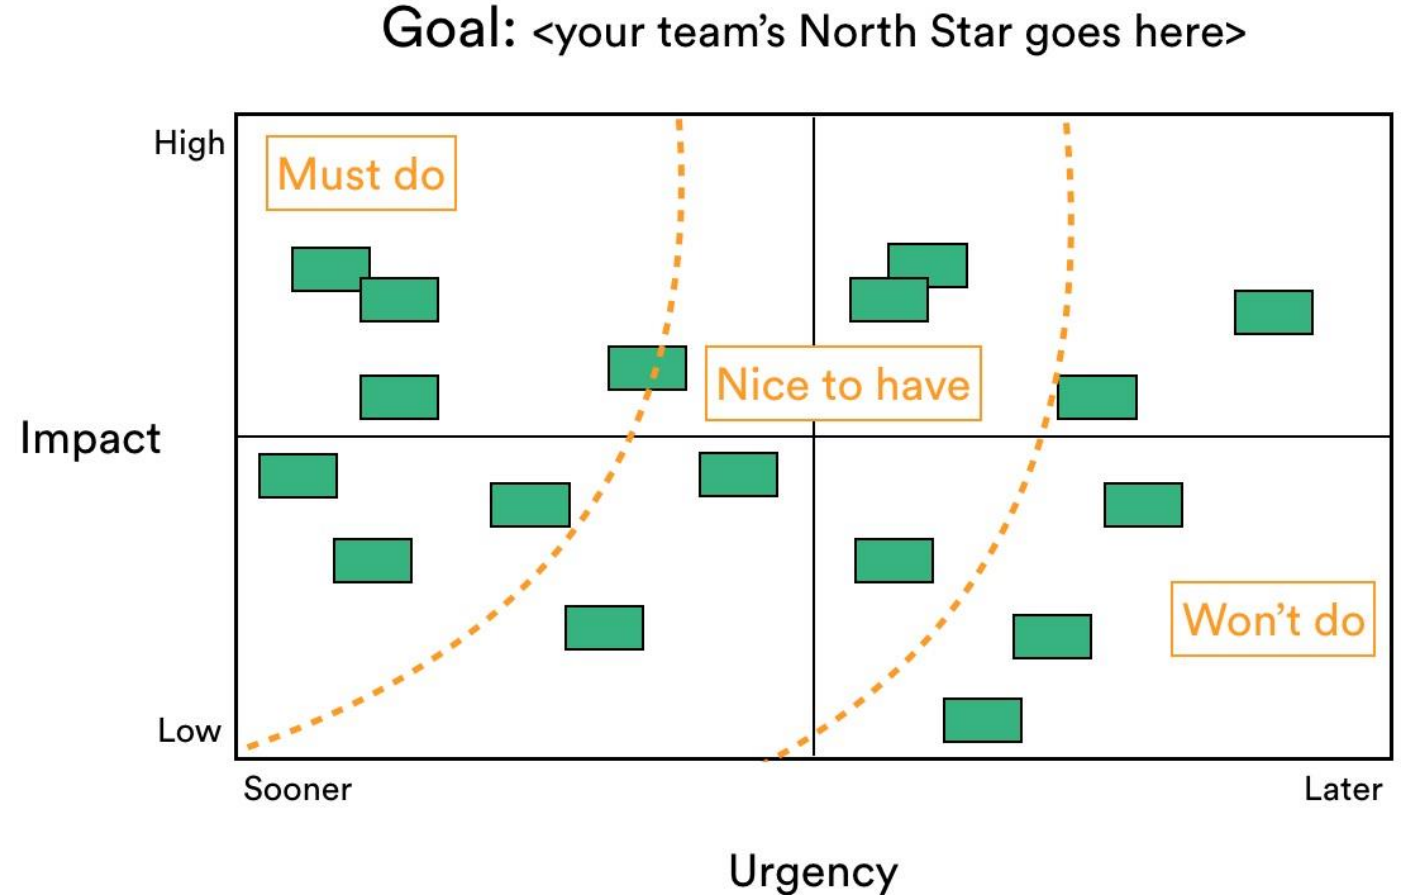 Goal: <your team’s North Star goes here>
High
Must do
Nice to have
Impact
Won’t do
Low
Sooner
Later
Urgency